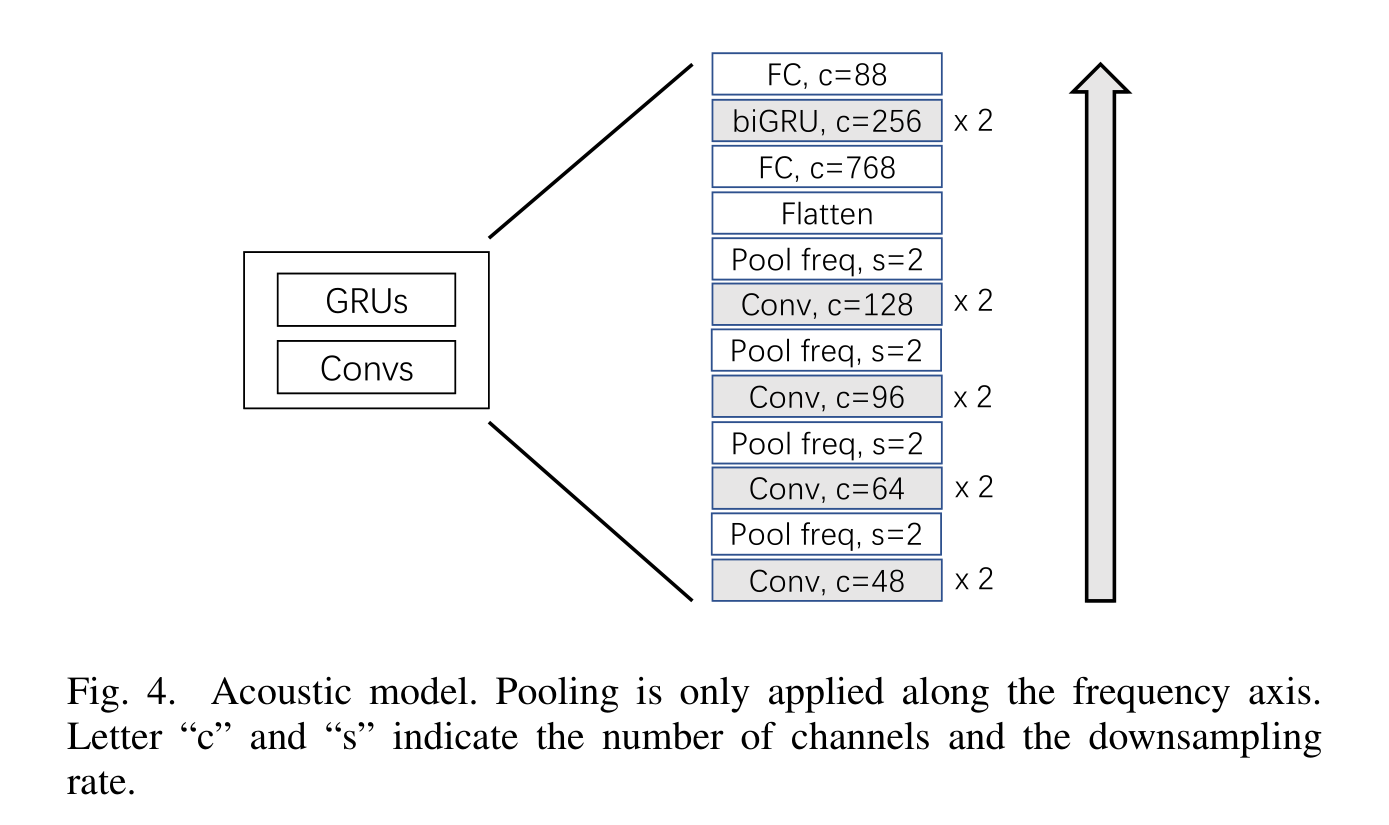 GRUs
Convs
FC, c=88
biGRU, c=256 x 2
FC, c=768
Flatten
Pool freq, s=2
Conv, c=128 x 2
Pool freq, s=2
Conv, c=96 x 2
Pool freq, s=2
Conv, c=64 x 2
Pool freq, s=2
Conv, c=48 x 2
Fig. 4. Acoustic model. Pooling is only applied along the frequency axis.
Letter “c” and “s” indicate the number of channels and the downsampling
rate.